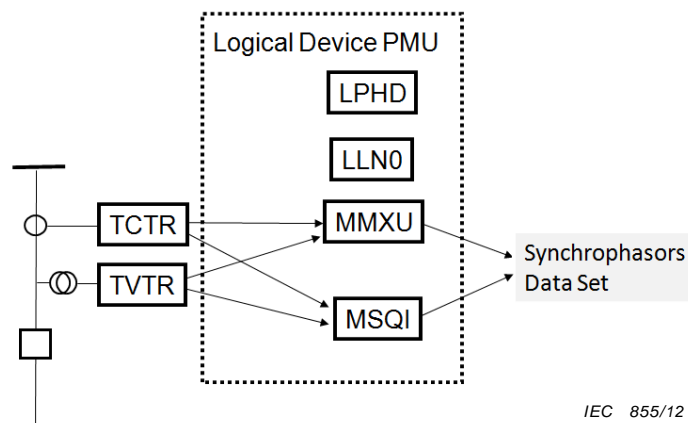 Logical Device PMU
LPHD
LLN0
TCTR
MMXU
TVTR
MSQI
Synchrophasors
Data Set
IEC 855/12